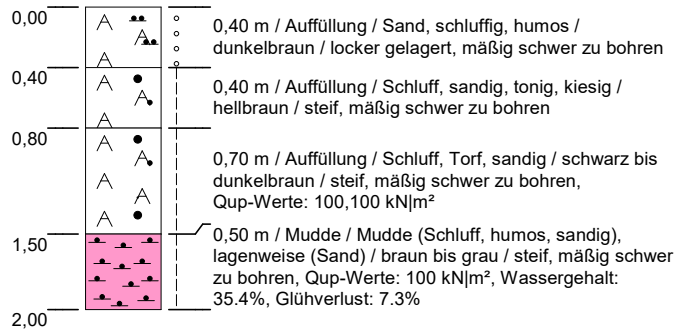 0,00
0,40 m / Auffüllung / Sand, schluffig, humos /
dunkelbraun / locker gelagert, mäßig schwer zu bohren
0,40
0,40 m / Auffüllung / Schluff, sandig, tonig, kiesig /
hellbraun / steif, mäßig schwer zu bohren
0,80
0,70 m / Auffüllung / Schluff, Torf, sandig / schwarz bis
dunkelbraun / steif, mäßig schwer zu bohren,
Qup-Werte: 100,100 kN|m²
1,50
0,50 m / Mudde / Mudde (Schluff, humos, sandig),
lagenweise (Sand) / braun bis grau / steif, mäßig schwer
zu bohren, Qup-Werte: 100 kN|m², Wassergehalt:
35.4%, Glühverlust: 7.3%
2,00